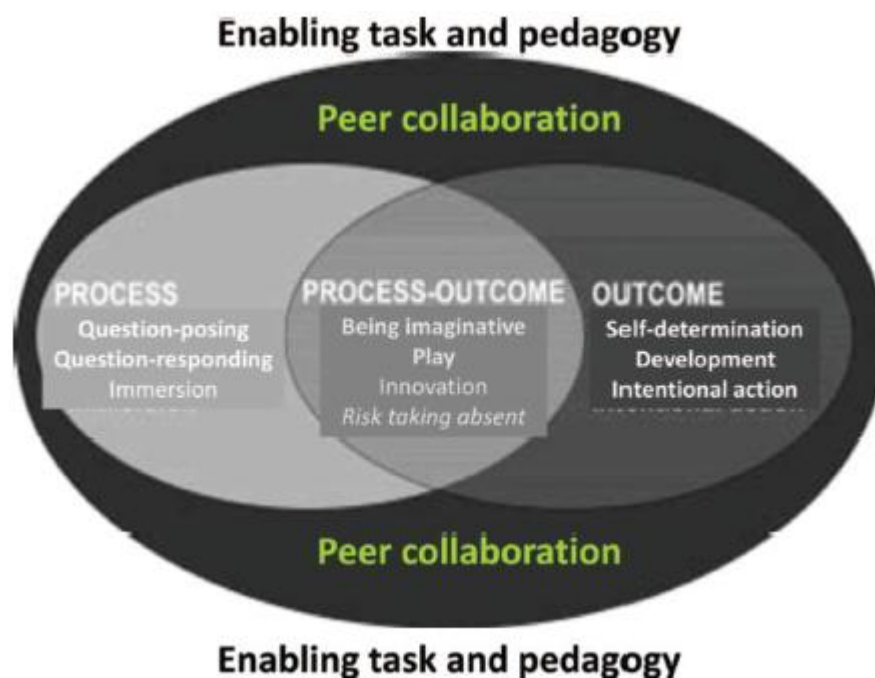 Enabling task and pedagogy
Peer collaboration
PROCESS
Question-posing
Question-responding
Immersion
PROCESS-OUTCOME
Being imaginative
Play
Innovation
Risk taking absent
OUTCOME
Self-determination
Development
Intentional action
Peer collaboration
Enabling task and pedagogy